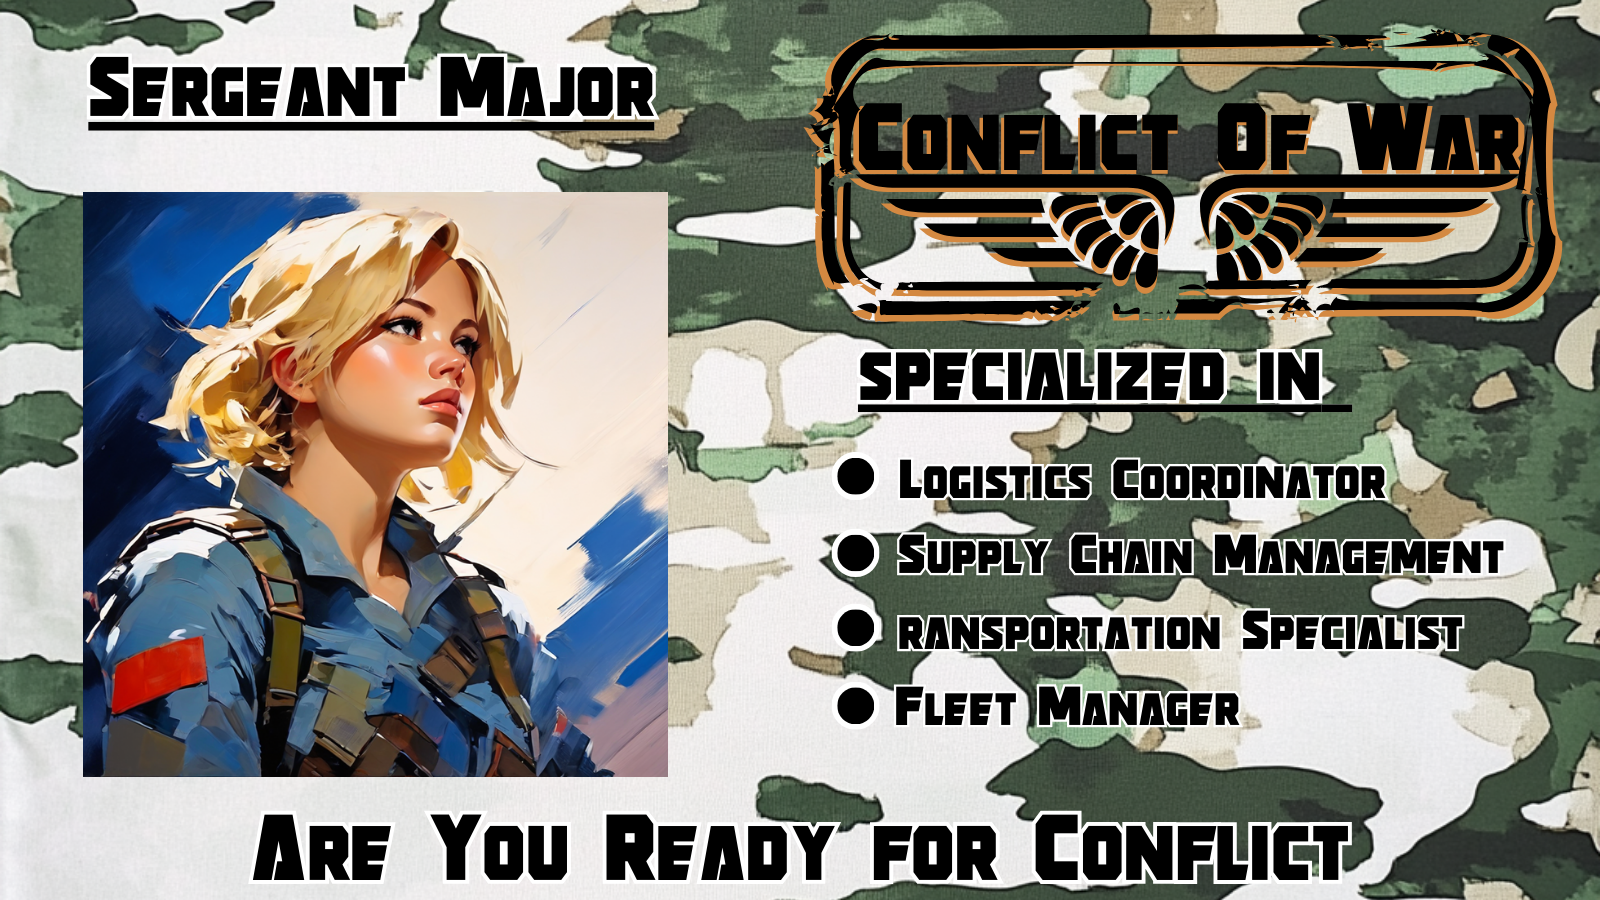 Sergeant Major
Conflict Of War
Specialized in
Logistics Coordinator
Supply Chain Management
ransportation Specialist
Fleet Manager
Are You Ready for Conflict